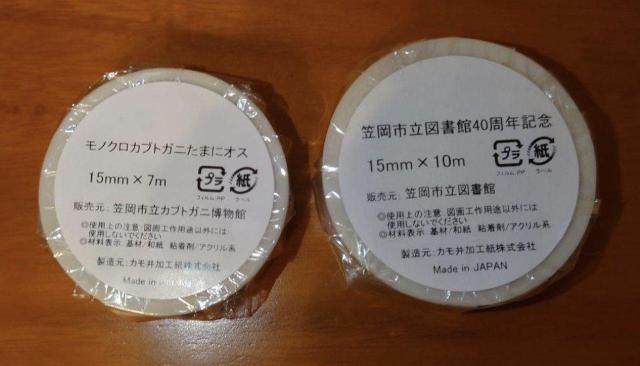 モノクロカブトガニたまにオス
15mm×7m
プラ
紙
フィルム:PP
ラベル
販売元: 笠岡市立カブトガニ博物館
◎使用上の注意:図画工作用途以外には
使用しないでください
◎材料表示:基材/和紙 粘着剤/アクリル系
製造元:カモ井加工紙株式会社
Made in
笠岡市立図書館40周年記念
15mm×10m
プラ
紙
フィルム:PP
ラベル
販売元: 笠岡市立図書館
◎使用上の注意 図画工作用途以外には
使用しないでください
◎材料表示:基材/和紙 粘着剤/アクリル系
製造元:カモ井加工紙株式会社
Made in JAPAN